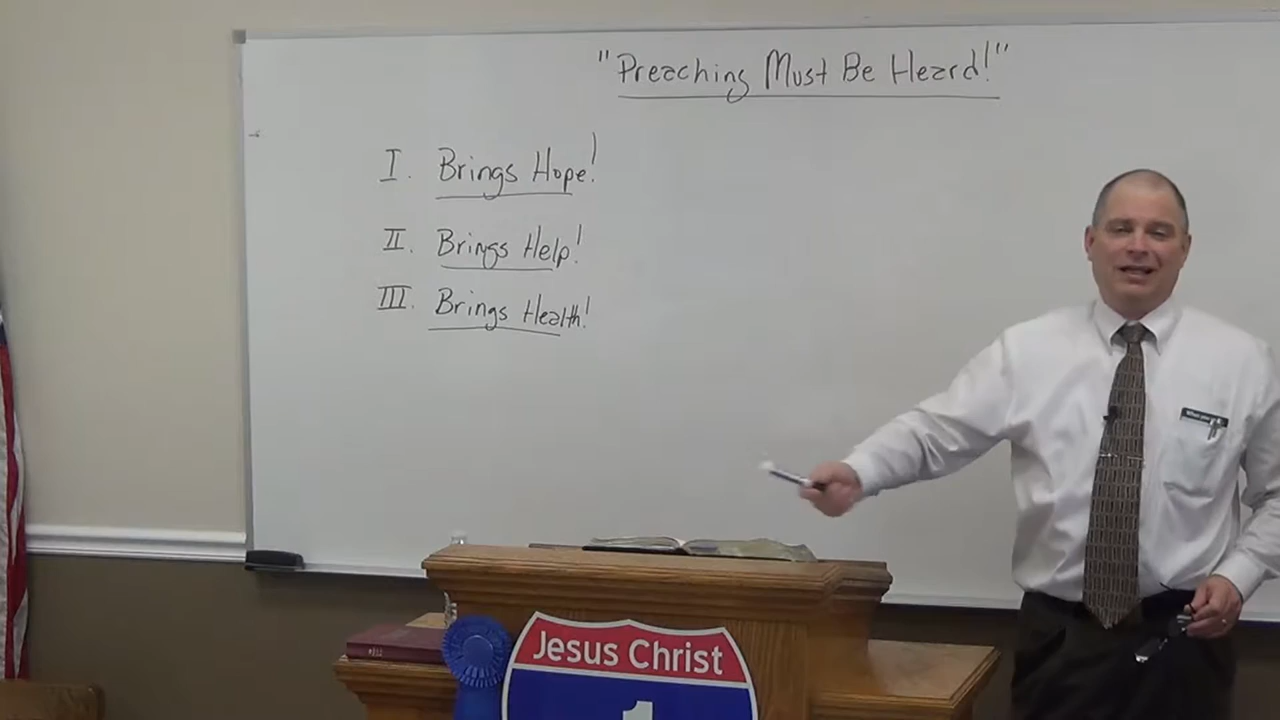 "Preaching Must Be Heard!"
I. Brings Hope!
II. Brings Help!
III. Brings Health!
Jesus Christ
1